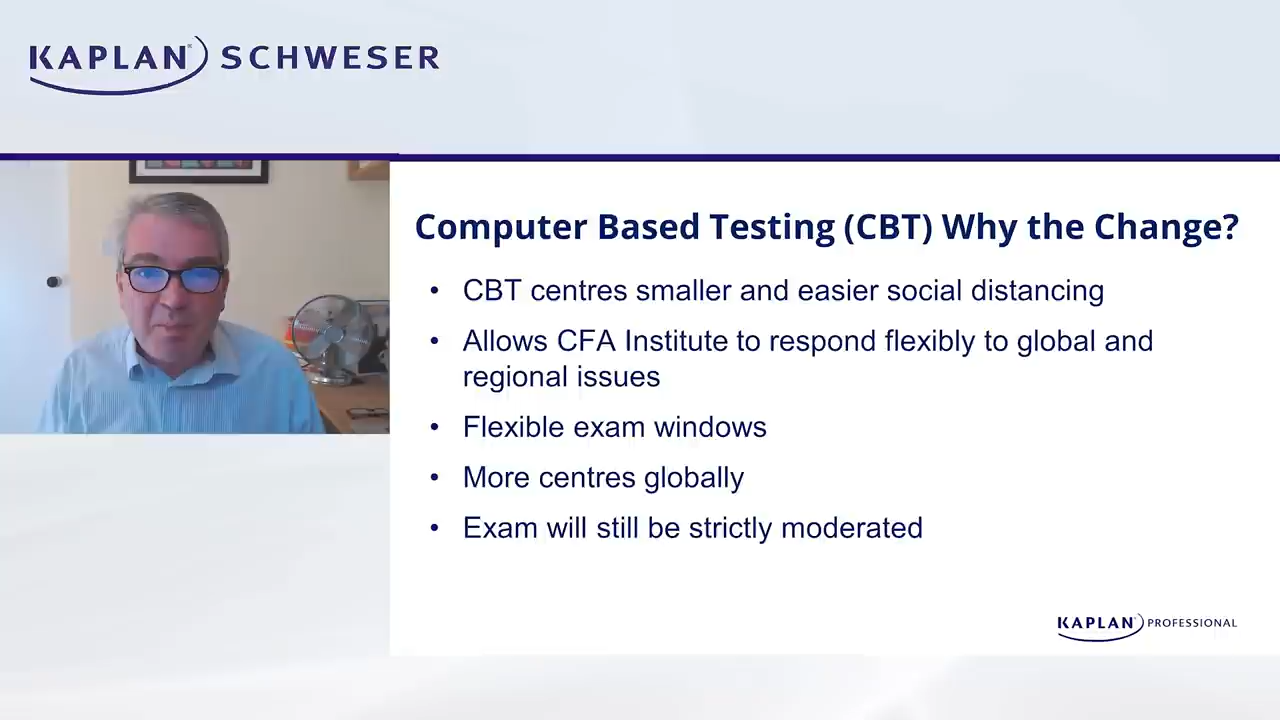 KAPLAN SCHWESER
Computer Based Testing (CBT) Why the Change?
• CBT centres smaller and easier social distancing
• Allows CFA Institute to respond flexibly to global and
regional issues
• Flexible exam windows
• More centres globally
• Exam will still be strictly moderated
KAPLAN PROFESSIONAL